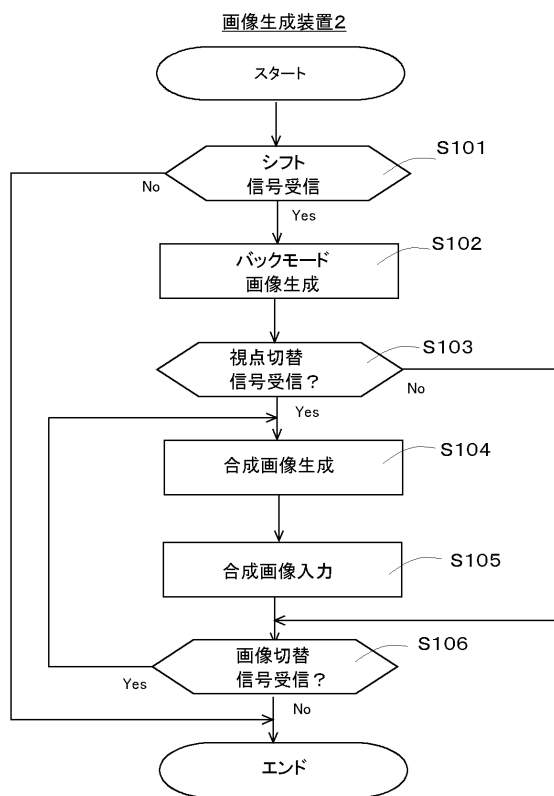 画像生成装置2
スタート
シフト
信号受信
S101
No
Yes
バックモード
画像生成
S102
視点切替
信号受信？
S103
No
Yes
合成画像生成
S104
合成画像入力
S105
画像切替
信号受信？
S106
Yes
No
エンド